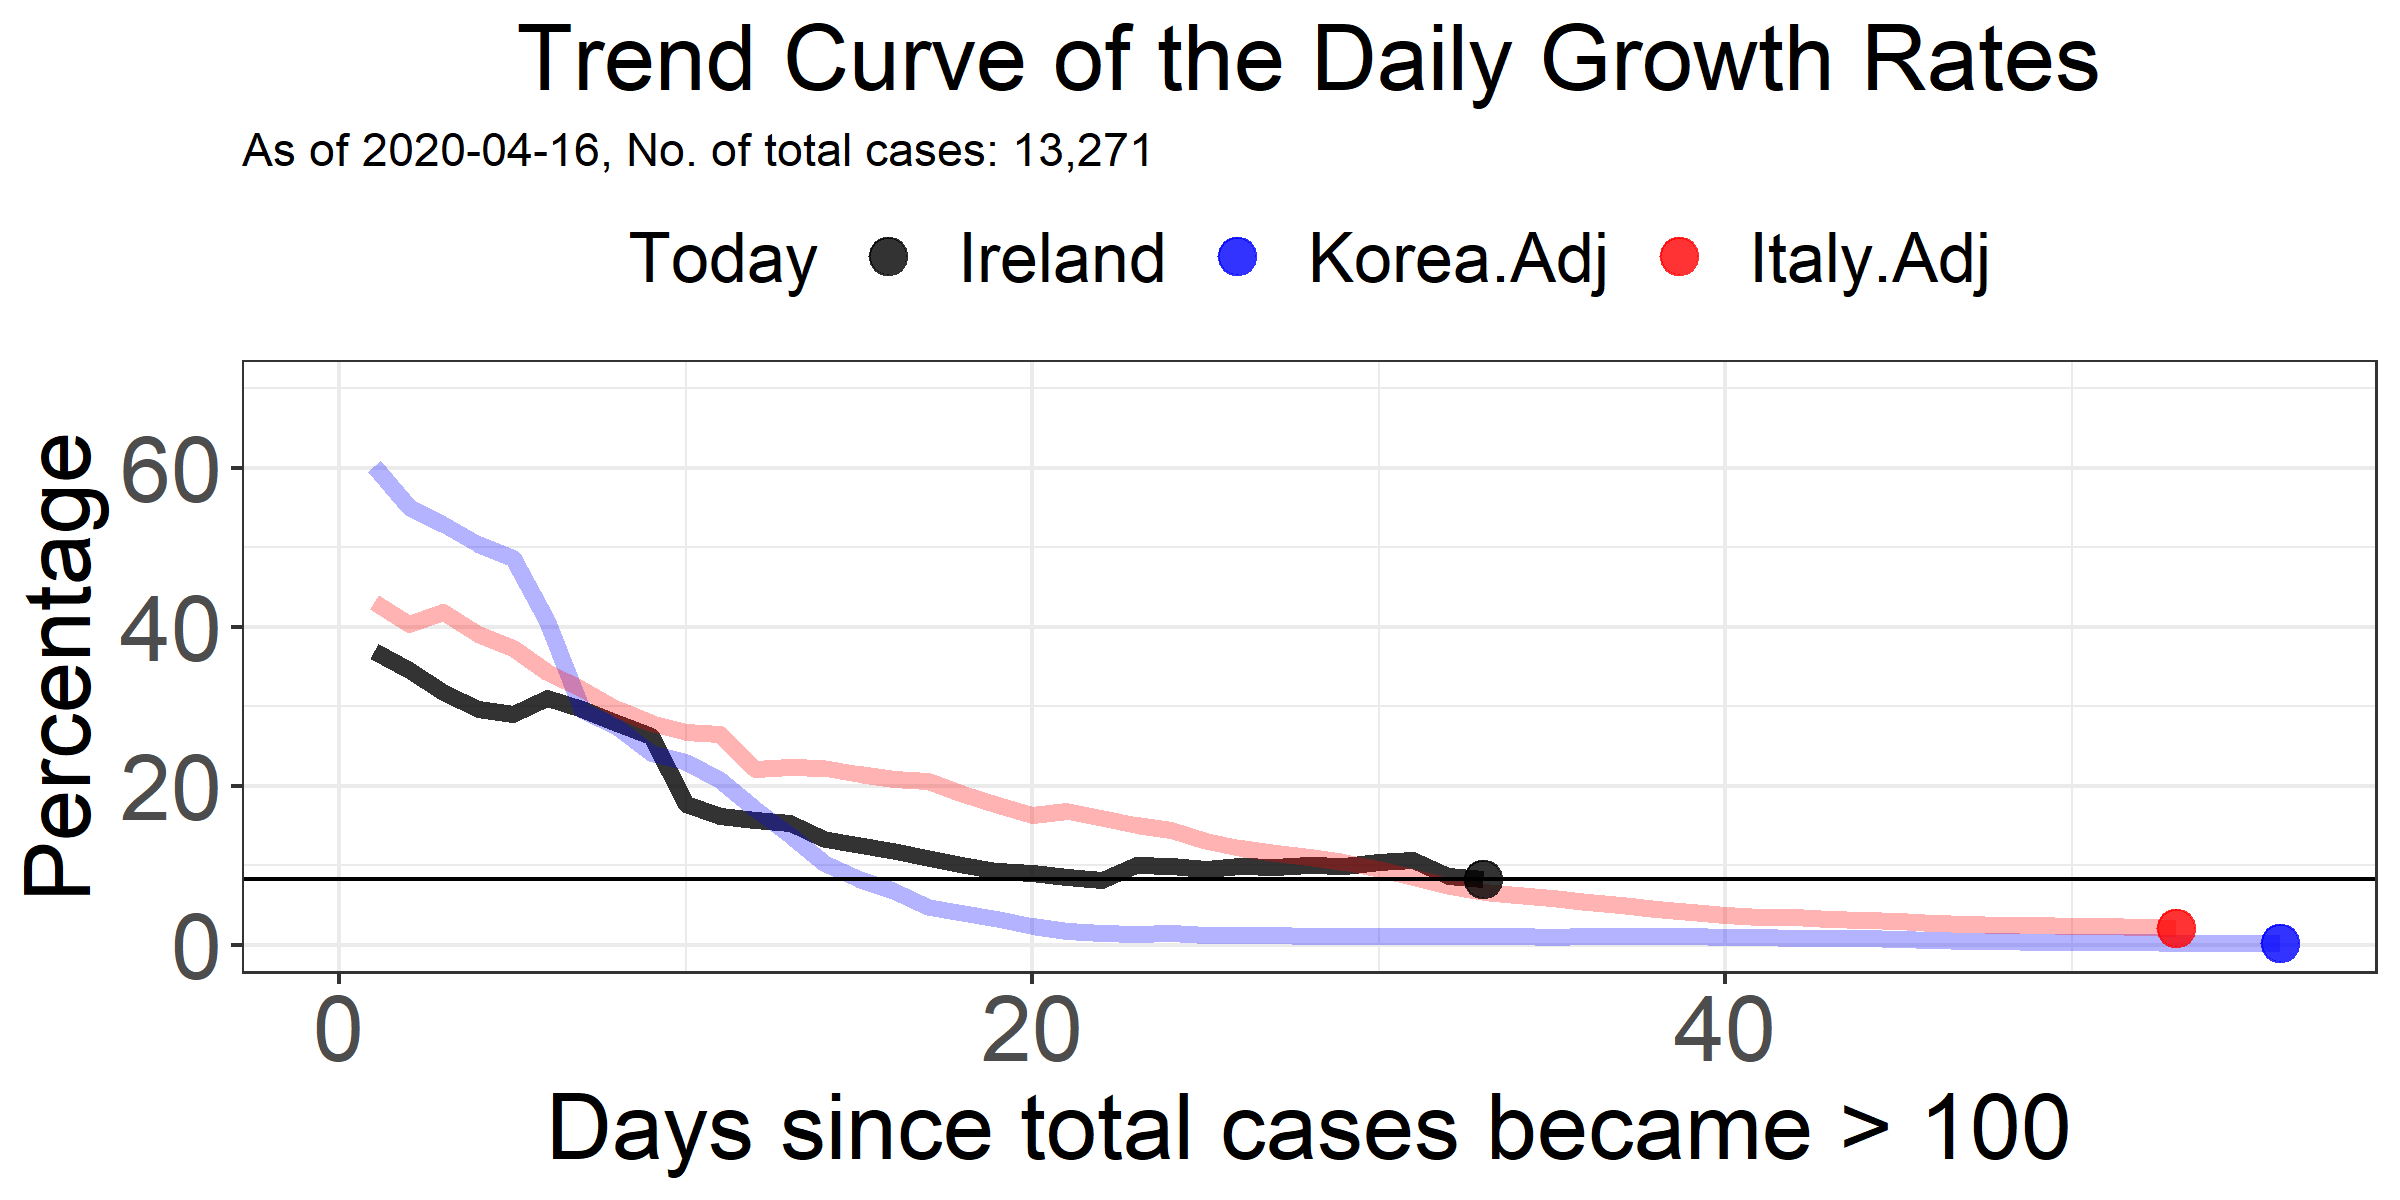 Trend Curve of the Daily Growth Rates
As of 2020-04-16, No. of total cases: 13,271
Today Ireland Korea.Adj Italy.Adj
Percentage
60
40
20
0
0 20 40
Days since total cases became > 100